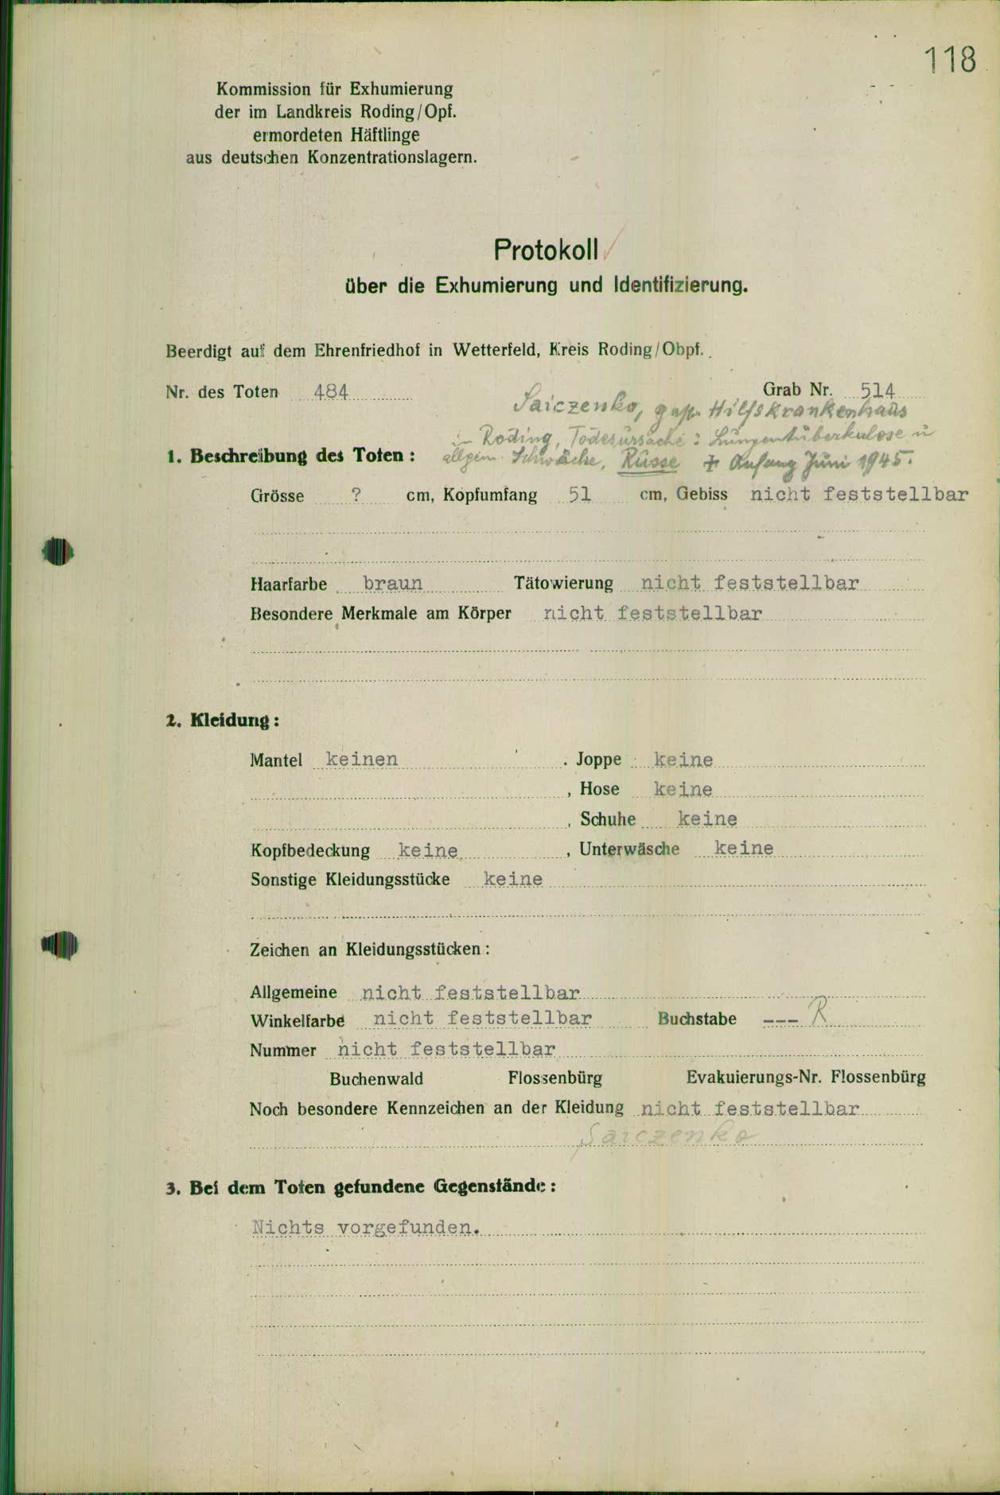 118
Kommission für Exhumierung
der im Landkreis Roding/Opf.
ermordeten Häftlinge
aus deutschen Konzentrationslagern.
Protokoll
über die Exhumierung und Identifizierung.
Beerdigt auf dem Ehrenfriedhof in Wetterfeld, Kreis Roding/Obpf.
Nr. des Toten 484 Grab Nr. 514
Saiczenko, gest. Hilfskrankenhaus
in Roding, Todesursache: Lungentüberkulose ü
1. Beschreibung des Toten: allgem. Schwäche, Rüsse + Anfang Jüni 1945.
Grösse ? cm, Kopfumfang 51 cm, Gebiss nicht feststellbar
Haarfarbe braun Tätowierung nicht feststellbar
Besondere Merkmale am Körper nicht feststellbar
2. Kleidung:
Mantel keinen . Joppe keine
, Hose keine
, Schuhe keine
Kopfbedeckung keine , Unterwäsche keine
Sonstige Kleidungsstücke keine
Zeichen an Kleidungsstücken:
Allgemeine nicht feststellbar
Winkelfarbe nicht feststellbar Buchstabe --- R
Nummer nicht feststellbar
Buchenwald Flossenbürg Evakuierungs-Nr. Flossenbürg
Noch besondere Kennzeichen an der Kleidung nicht feststellbar
Saiczenko
3. Bei dem Toten gefundene Gegenstände:
Nichts vorgefunden.